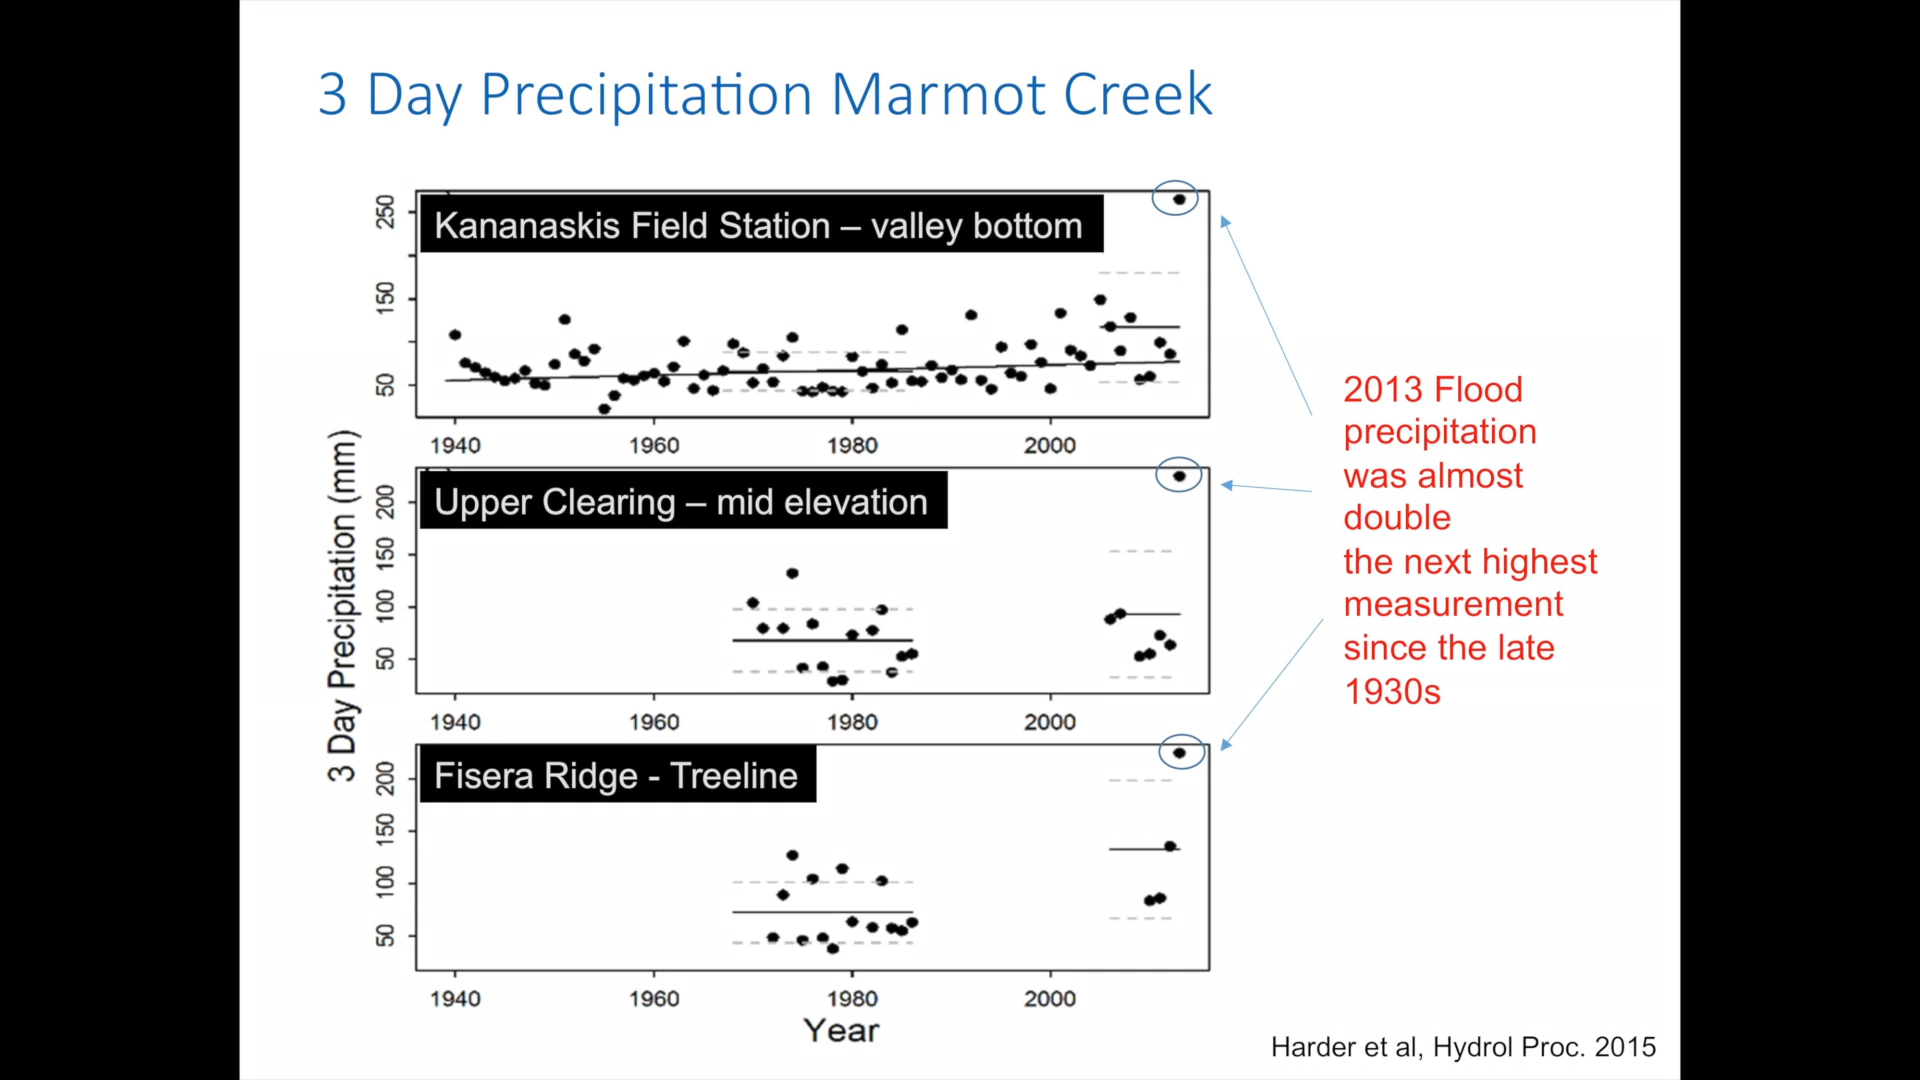 3 Day Precipitation Marmot Creek
Kananaskis Field Station – valley bottom
250
150
50
1940 1960 1980 2000
Upper Clearing – mid elevation
200
150
100
50
1940 1960 1980 2000
Fisera Ridge - Treeline
200
150
100
50
1940 1960 1980 2000
3 Day Precipitation (mm)
Year
2013 Flood
precipitation
was almost
double
the next highest
measurement
since the late
1930s
Harder et al, Hydrol Proc. 2015